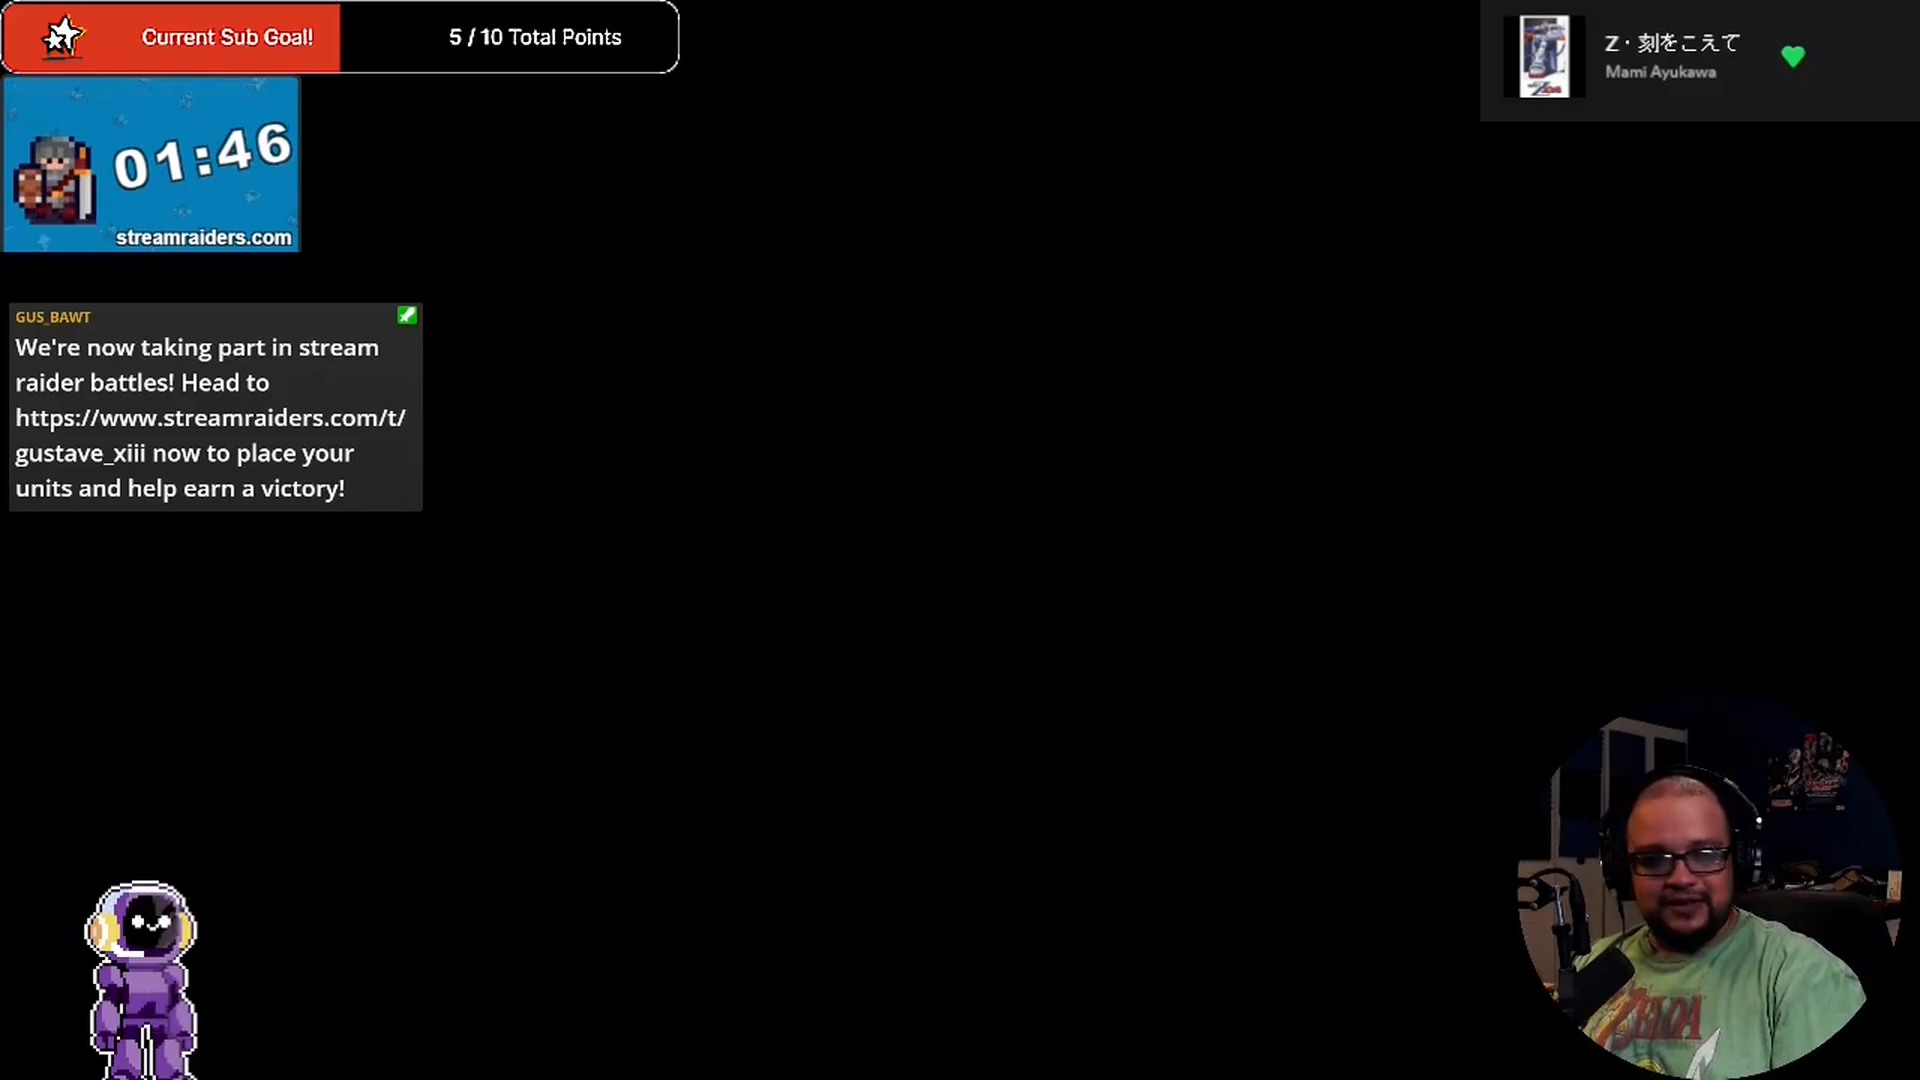 Current Sub Goal!
5 / 10 Total Points
Z・刻をこえて
Mami Ayukawa
01:46
streamraiders.com
GUS_BAWT
We're now taking part in stream
raider battles! Head to
https://www.streamraiders.com/t/
gustave_xiii now to place your
units and help earn a victory!
ZELDA